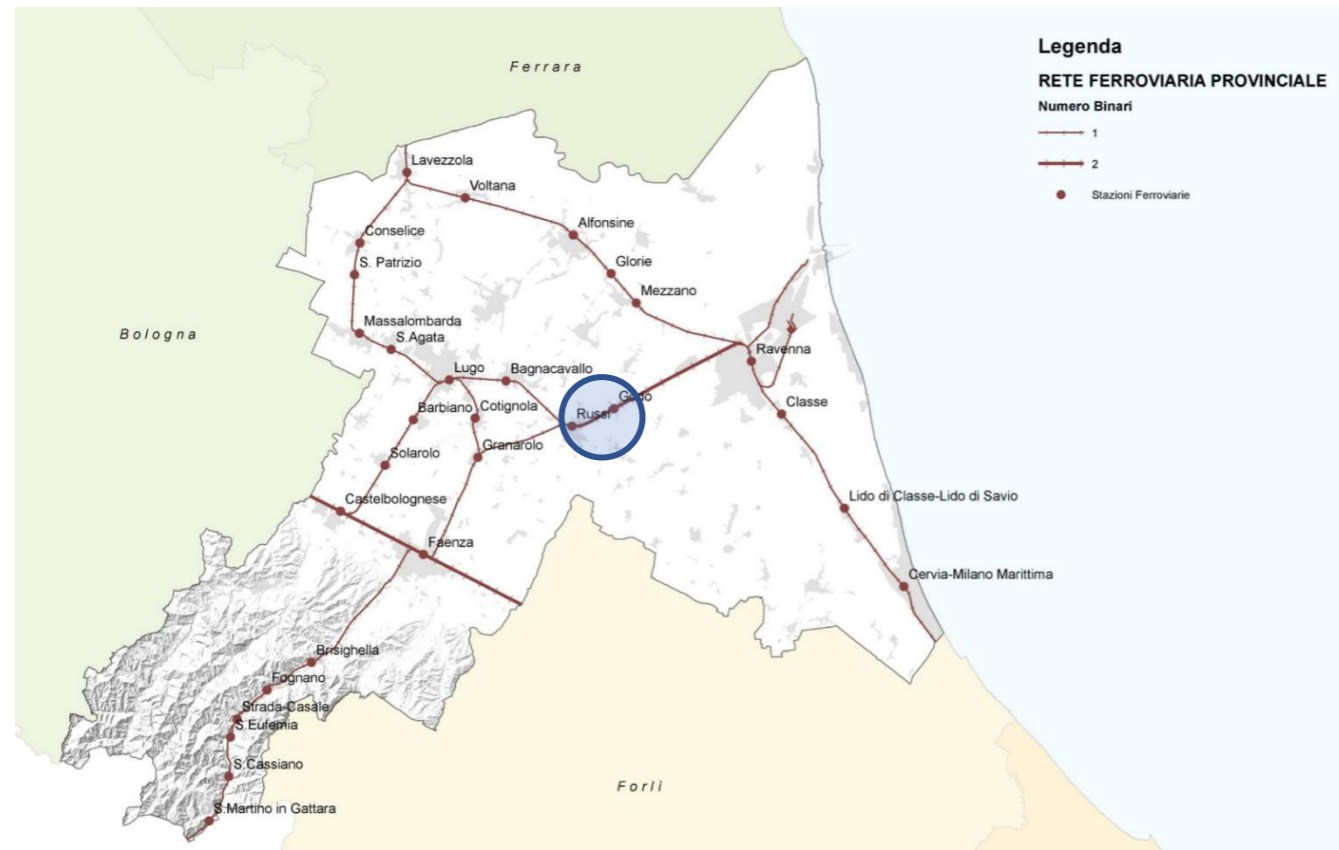 Legenda
RETE FERROVIARIA PROVINCIALE
Numero Binari
1
2
Stazioni Ferroviarie
Ferrara
Lavezzola
Voltana
Alfonsine
Conselice
Glorie
S. Patrizio
Mezzano
Bologna
Massalombarda
S.Agata
Ravenna
Lugo
Bagnacavallo
Godo
Classe
Barbiano
Cotignola
Russi
Solarolo
Granarolo
Castelbolognese
Lido di Classe-Lido di Savio
Faenza
Cervia-Milano Marittima
Brisighella
Fognano
Strada-Casale
S.Eufemia
S.Cassiano
Forlì
S.Martino in Gattara